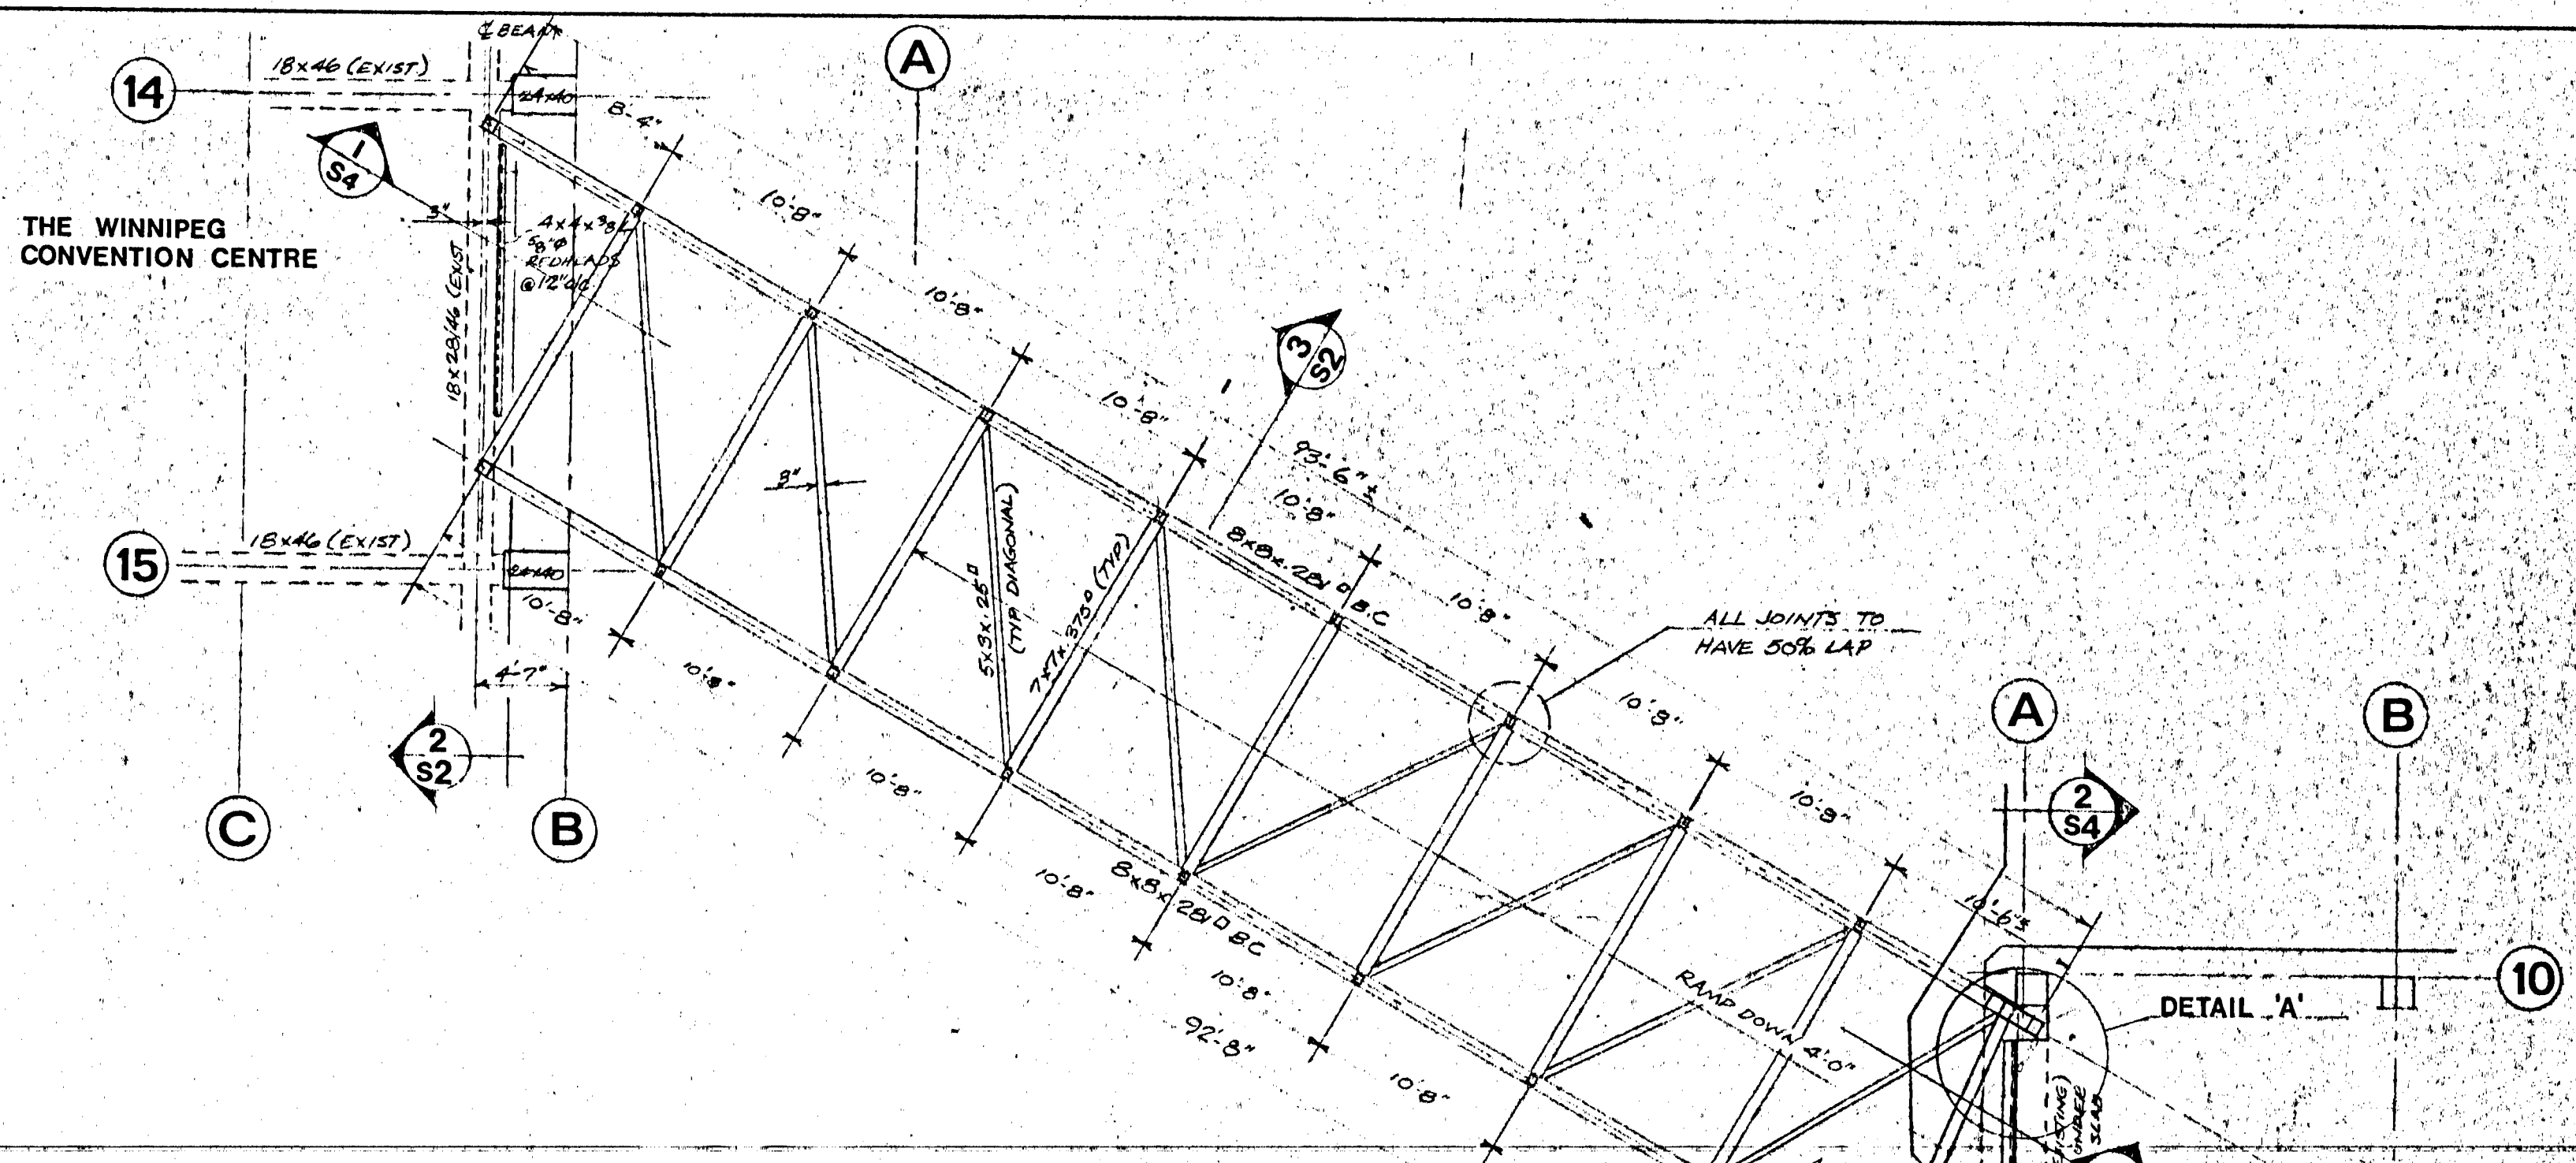 ₵ BEAM
18x46 (EXIST)
14
24x40
8'-4"
A
1
S4
10'-8"
3"
4x4x3/8 L
5/8"ø
REDHEADS
@12"o/c
THE WINNIPEG
CONVENTION CENTRE
18x28/46 (EXIST
10'-8"
3
S2
10'-8"
93'-6"±
10'-8"
3"
5x3x.25▯
(TYP DIAGONAL)
7x7x.375▯ (TYP)
8x8x.281▯ B.C
15
18x46 (EXIST)
24x40
10'-8"
10'-8"
ALL JOINTS TO
HAVE 50% LAP
4'-7"
10'-8"
10'-8"
A
B
2
S2
10'-8"
10'-8"
2
S4
C
B
10'-8"
8x8x.281▯ B.C
10'-6"±
10'-8"
92'-8"
RAMP DOWN 4'-0"
DETAIL 'A'
10
10'-8"
SLAB